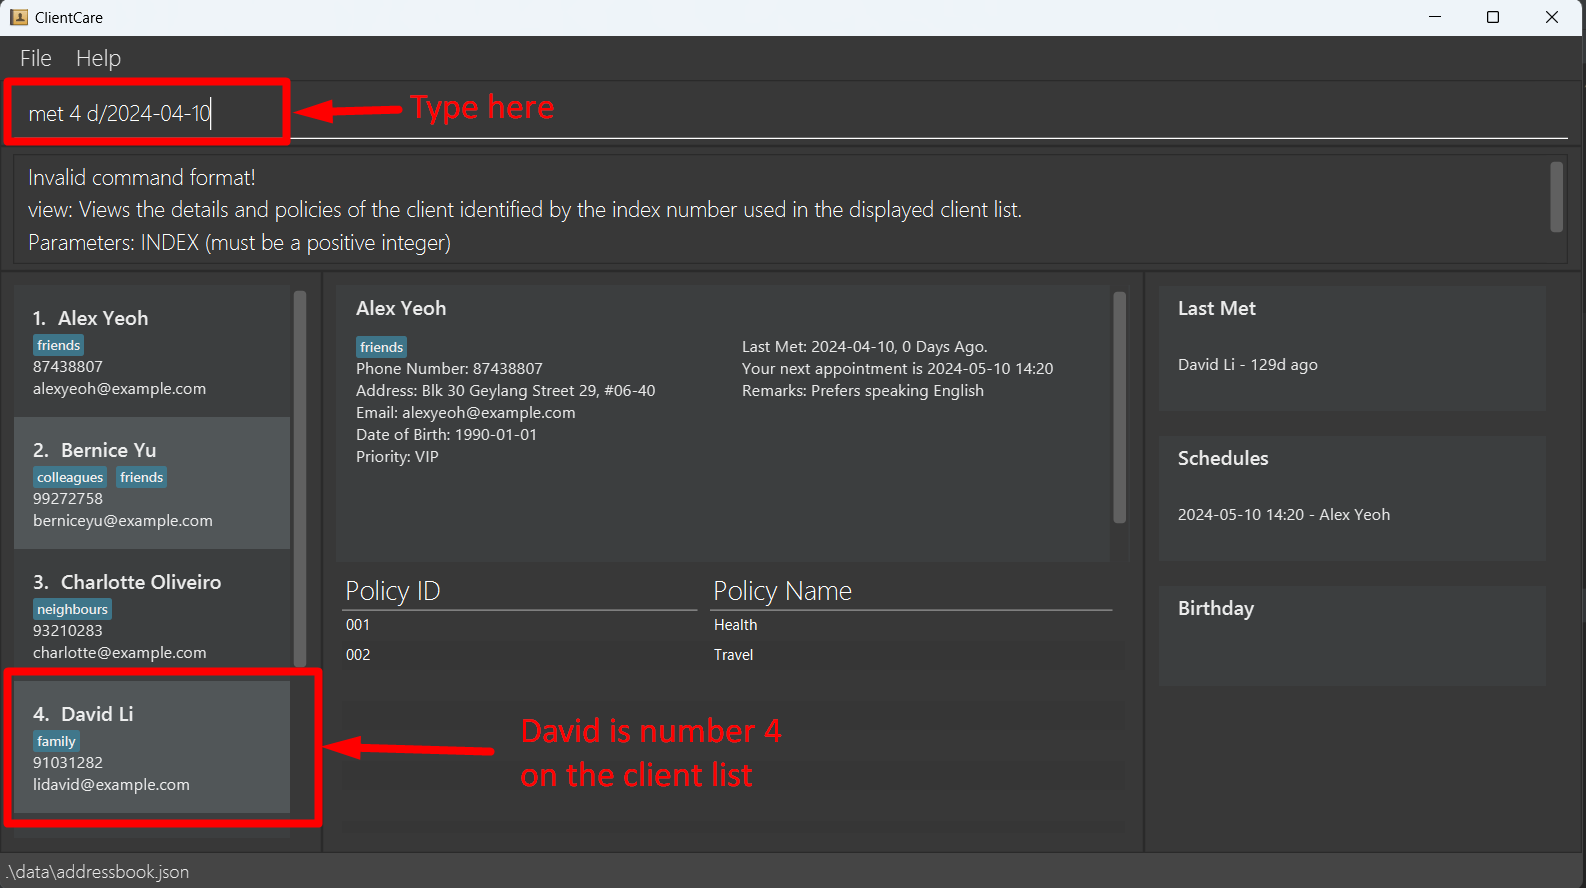 ClientCare
File Help
met 4 d/2024-04-10
Type here
Invalid command format!
view: Views the details and policies of the client identified by the index number used in the displayed client list.
Parameters: INDEX (must be a positive integer)
1. Alex Yeoh
friends
87438807
alexyeoh@example.com
2. Bernice Yu
colleagues friends
99272758
berniceyu@example.com
3. Charlotte Oliveiro
neighbours
93210283
charlotte@example.com
4. David Li
family
91031282
lidavid@example.com
Alex Yeoh
friends
Phone Number: 87438807
Address: Blk 30 Geylang Street 29, #06-40
Email: alexyeoh@example.com
Date of Birth: 1990-01-01
Priority: VIP
Last Met: 2024-04-10, 0 Days Ago.
Your next appointment is 2024-05-10 14:20
Remarks: Prefers speaking English
Policy ID Policy Name
001 Health
002 Travel
David is number 4
on the client list
Last Met
David Li - 129d ago
Schedules
2024-05-10 14:20 - Alex Yeoh
Birthday
.\data\addressbook.json